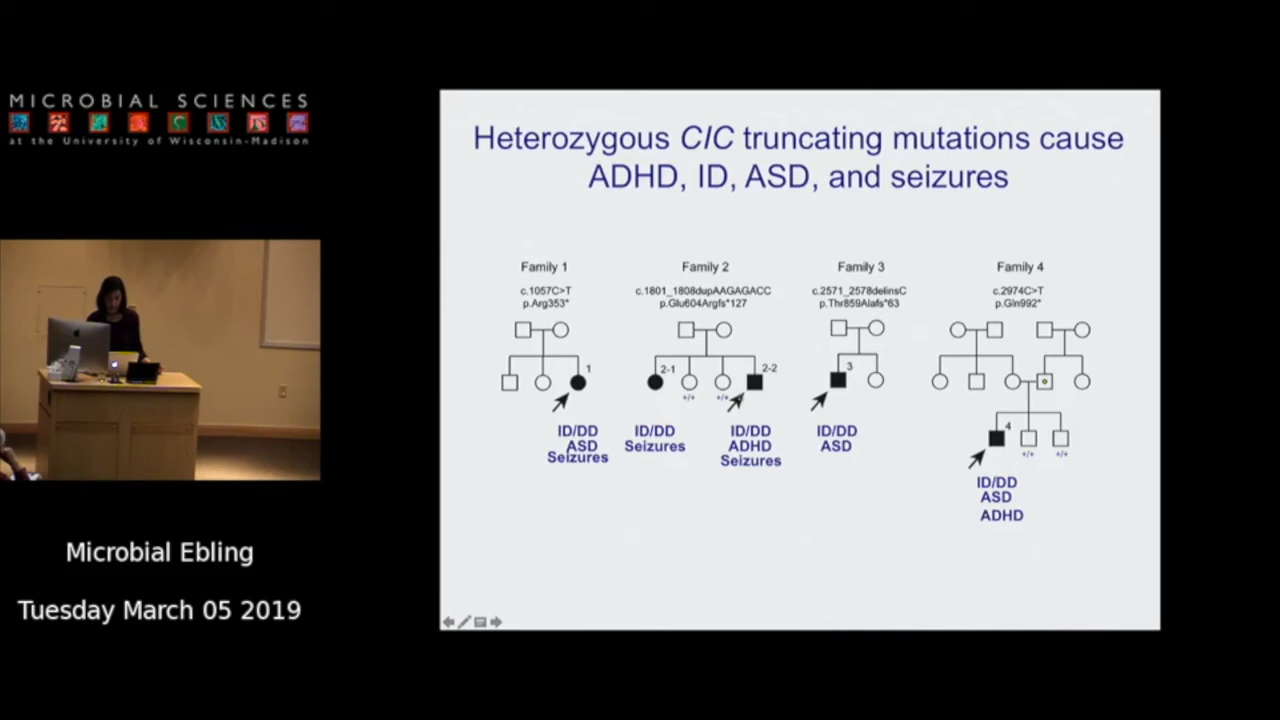 MICROBIAL SCIENCES
at the University of Wisconsin-Madison
Microbial Ebling
Tuesday March 05 2019
Heterozygous CIC truncating mutations cause
ADHD, ID, ASD, and seizures
Family 1
c.1057C>T
p.Arg353*
1
ID/DD
ASD
Seizures
Family 2
c.1801_1808dupAAGAGACC
p.Glu604Argfs*127
2-1
2-2
+/+
+/+
ID/DD
Seizures
ID/DD
ADHD
Seizures
Family 3
c.2571_2578delinsC
p.Thr859Alafs*63
3
ID/DD
ASD
Family 4
c.2974C>T
p.Gln992*
4
+/+
+/+
ID/DD
ASD
ADHD